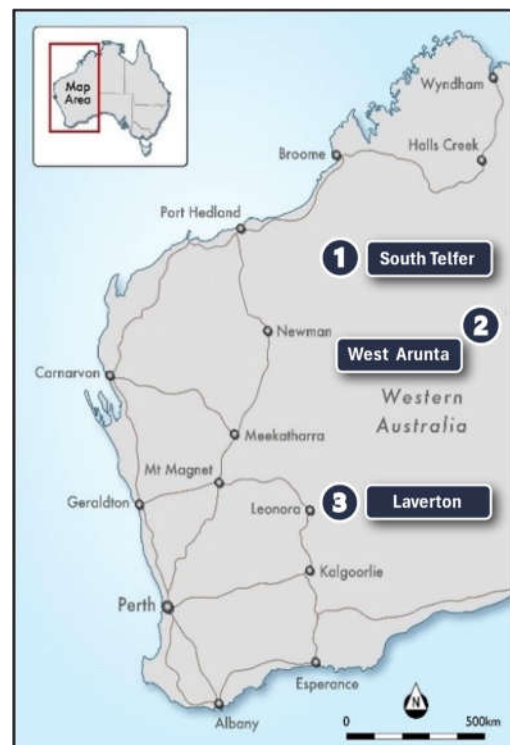 Map
Area
Wyndham
Halls Creek
Broome
Port Hedland
1 South Telfer
2
Newman
West Arunta
Carnarvon
Western
Australia
Meekatharra
Mt Magnet
Geraldton
Leonora
3 Laverton
Kalgoorlie
Perth
Esperance
Albany
N
0 500km